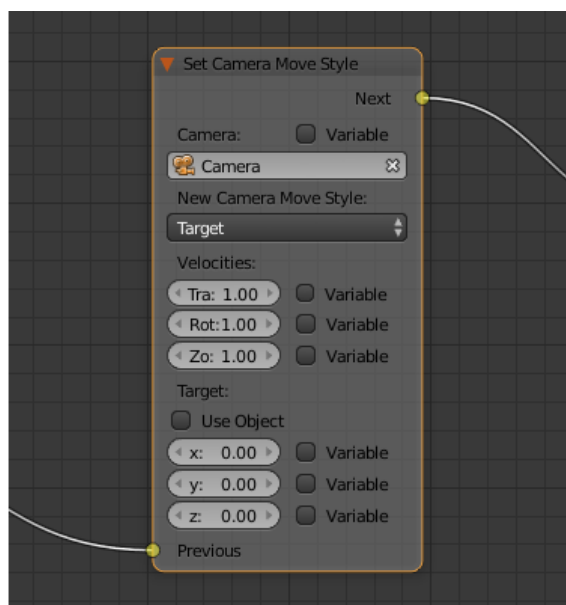 Set Camera Move Style
Next
Camera: Variable
Camera
New Camera Move Style:
Target
Velocities:
Tra: 1.00 Variable
Rot:1.00 Variable
Zo: 1.00 Variable
Target:
Use Object
x: 0.00 Variable
y: 0.00 Variable
z: 0.00 Variable
Previous